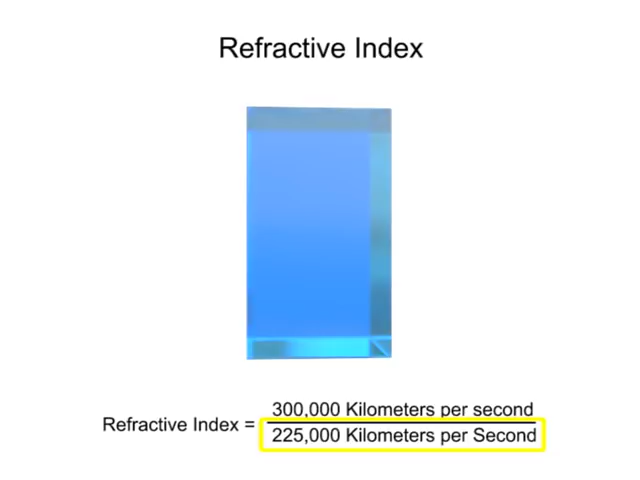 Refractive Index
Refractive Index = 300,000 Kilometers per second
225,000 Kilometers per Second